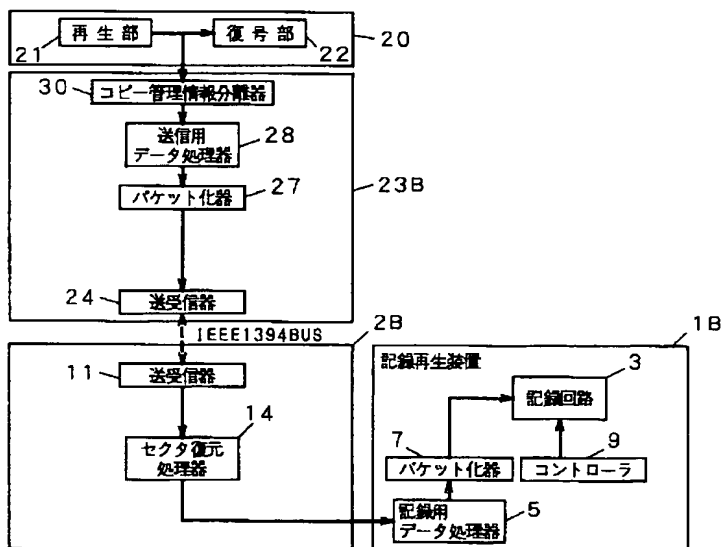 再生部
復号部
20
21
22
30
コピー管理情報分離器
送信用
データ処理器
28
パケット化器
27
23B
24
送受信器
IEEE1394BUS
2B
1B
11
送受信器
記録再生装置
3
記録回路
14
セクタ復元
処理器
7
9
パケット化器
コントローラ
記録用
データ処理器
5